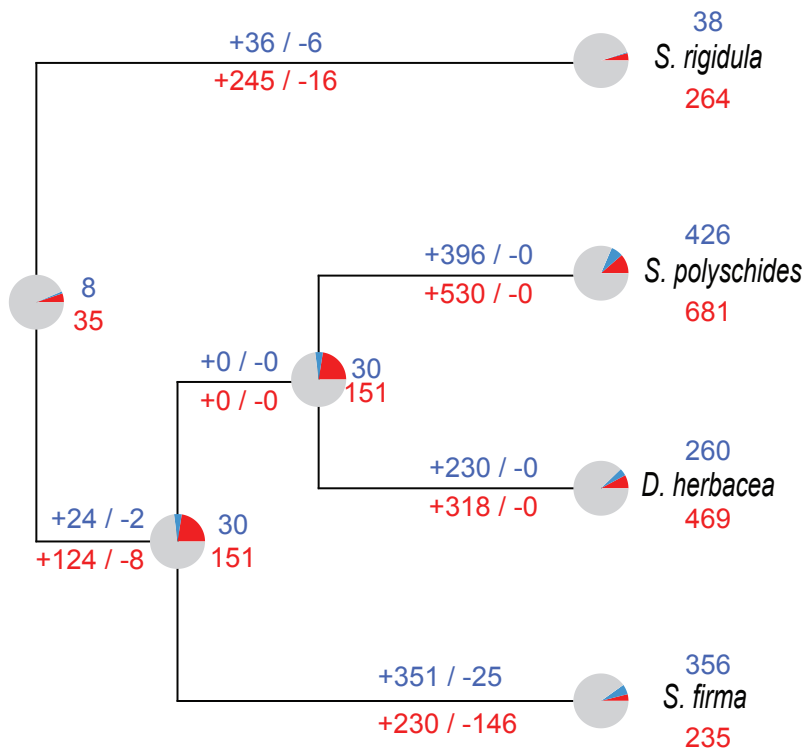 +36 / -6
+245 / -16
38
S. rigidula
264
8
35
+396 / -0
+530 / -0
426
S. polyschides
681
+0 / -0
+0 / -0
30
151
+230 / -0
+318 / -0
260
D. herbacea
469
+24 / -2
+124 / -8
30
151
+351 / -25
+230 / -146
356
S. firma
235